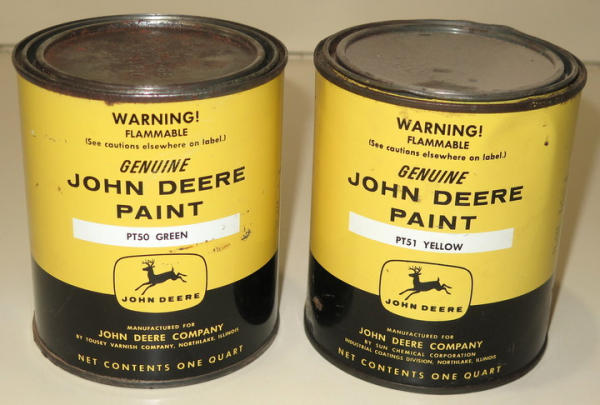 WARNING!
FLAMMABLE
(See cautions elsewhere on label.)
GENUINE
JOHN DEERE
PAINT
PT50 GREEN
JOHN DEERE
MANUFACTURED FOR
JOHN DEERE COMPANY
BY TOUSEY VARNISH COMPANY, NORTHLAKE, ILLINOIS
NET CONTENTS ONE QUART
WARNING!
FLAMMABLE
(See cautions elsewhere on label.)
GENUINE
JOHN DEERE
PAINT
PT51 YELLOW
JOHN DEERE
MANUFACTURED FOR
JOHN DEERE COMPANY
BY SUN CHEMICAL CORPORATION
INDUSTRIAL COATINGS DIVISION, NORTHLAKE, ILLINOIS
NET CONTENTS ONE QUART